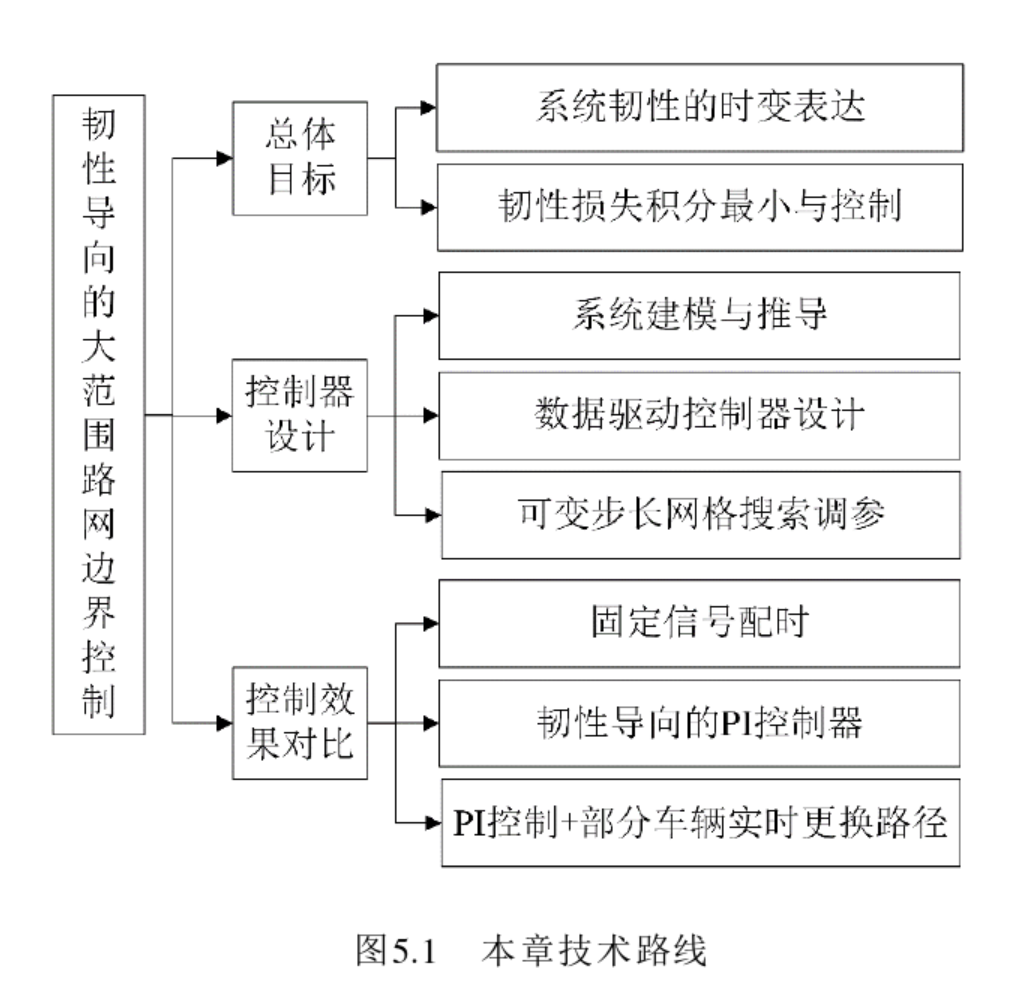 韧性导向的大范围路网边界控制
总体
目标
系统韧性的时变表达
韧性损失积分最小与控制
控制器
设计
系统建模与推导
数据驱动控制器设计
可变步长网格搜索调参
控制效
果对比
固定信号配时
韧性导向的PI控制器
PI控制+部分车辆实时更换路径
图5.1 本章技术路线